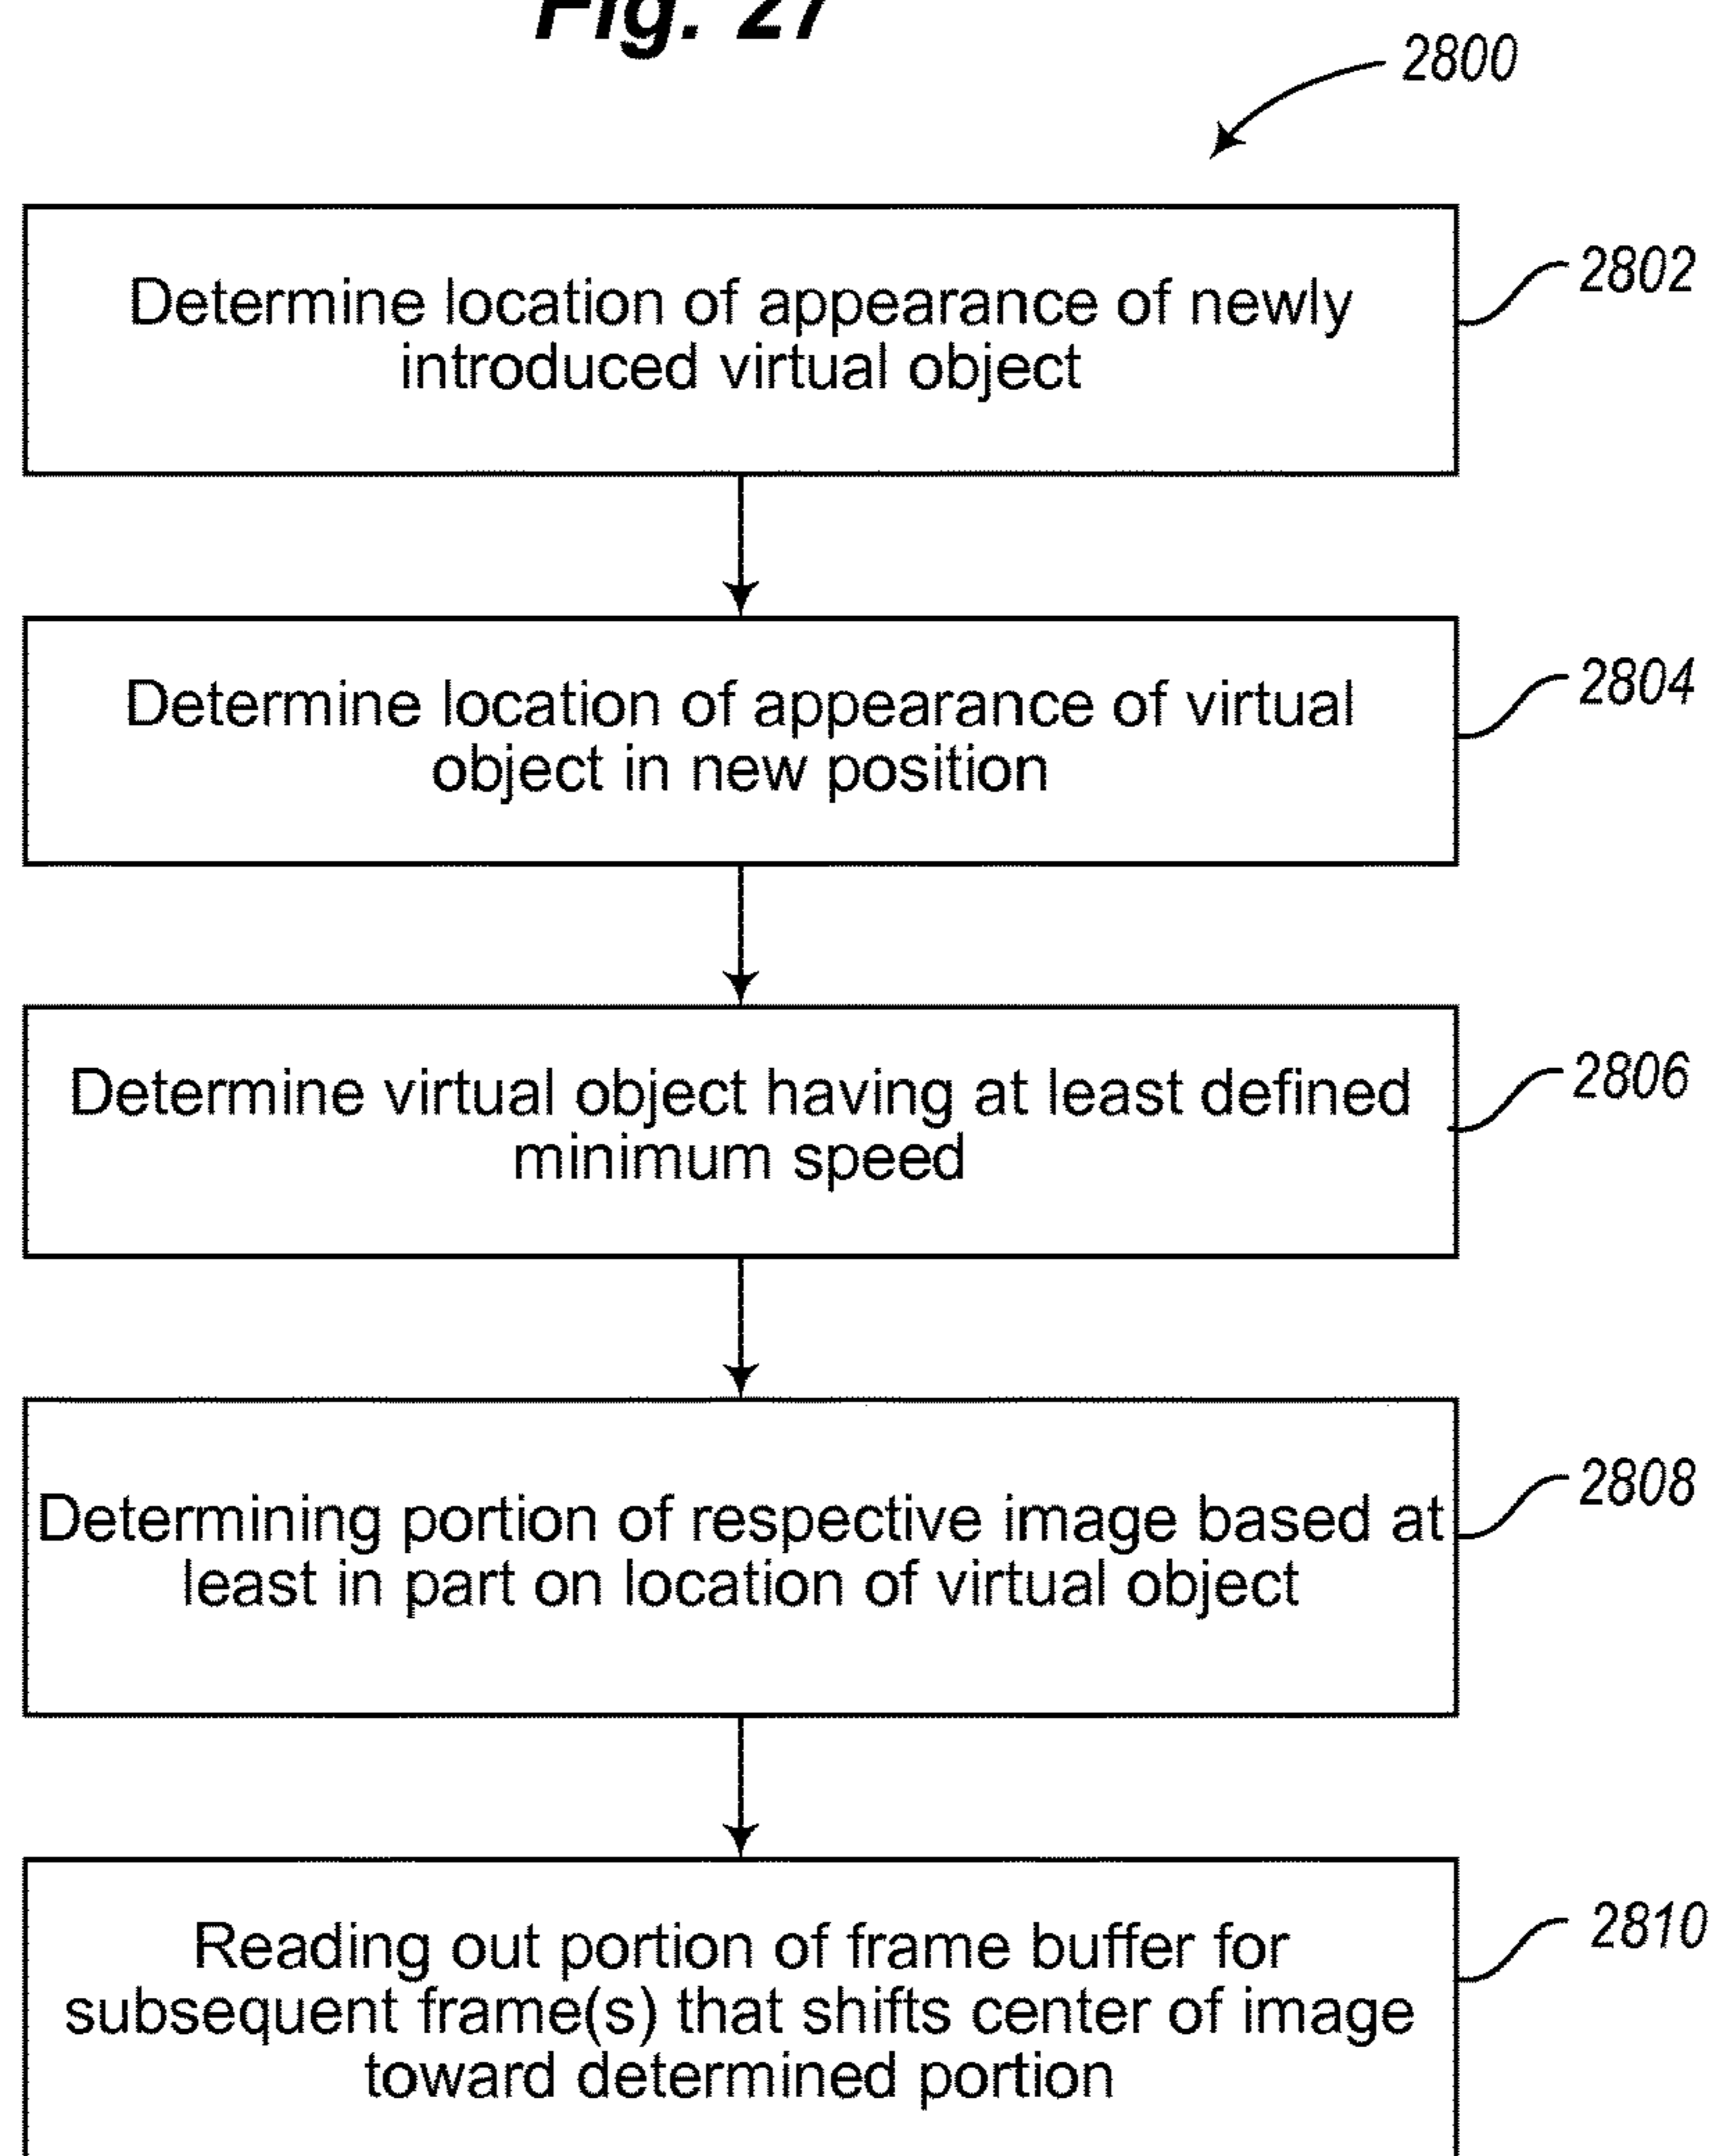 Fig. 27
2800
Determine location of appearance of newly
introduced virtual object
2802
Determine location of appearance of virtual
object in new position
2804
Determine virtual object having at least defined
minimum speed
2806
Determining portion of respective image based at
least in part on location of virtual object
2808
Reading out portion of frame buffer for
subsequent frame(s) that shifts center of image
toward determined portion
2810